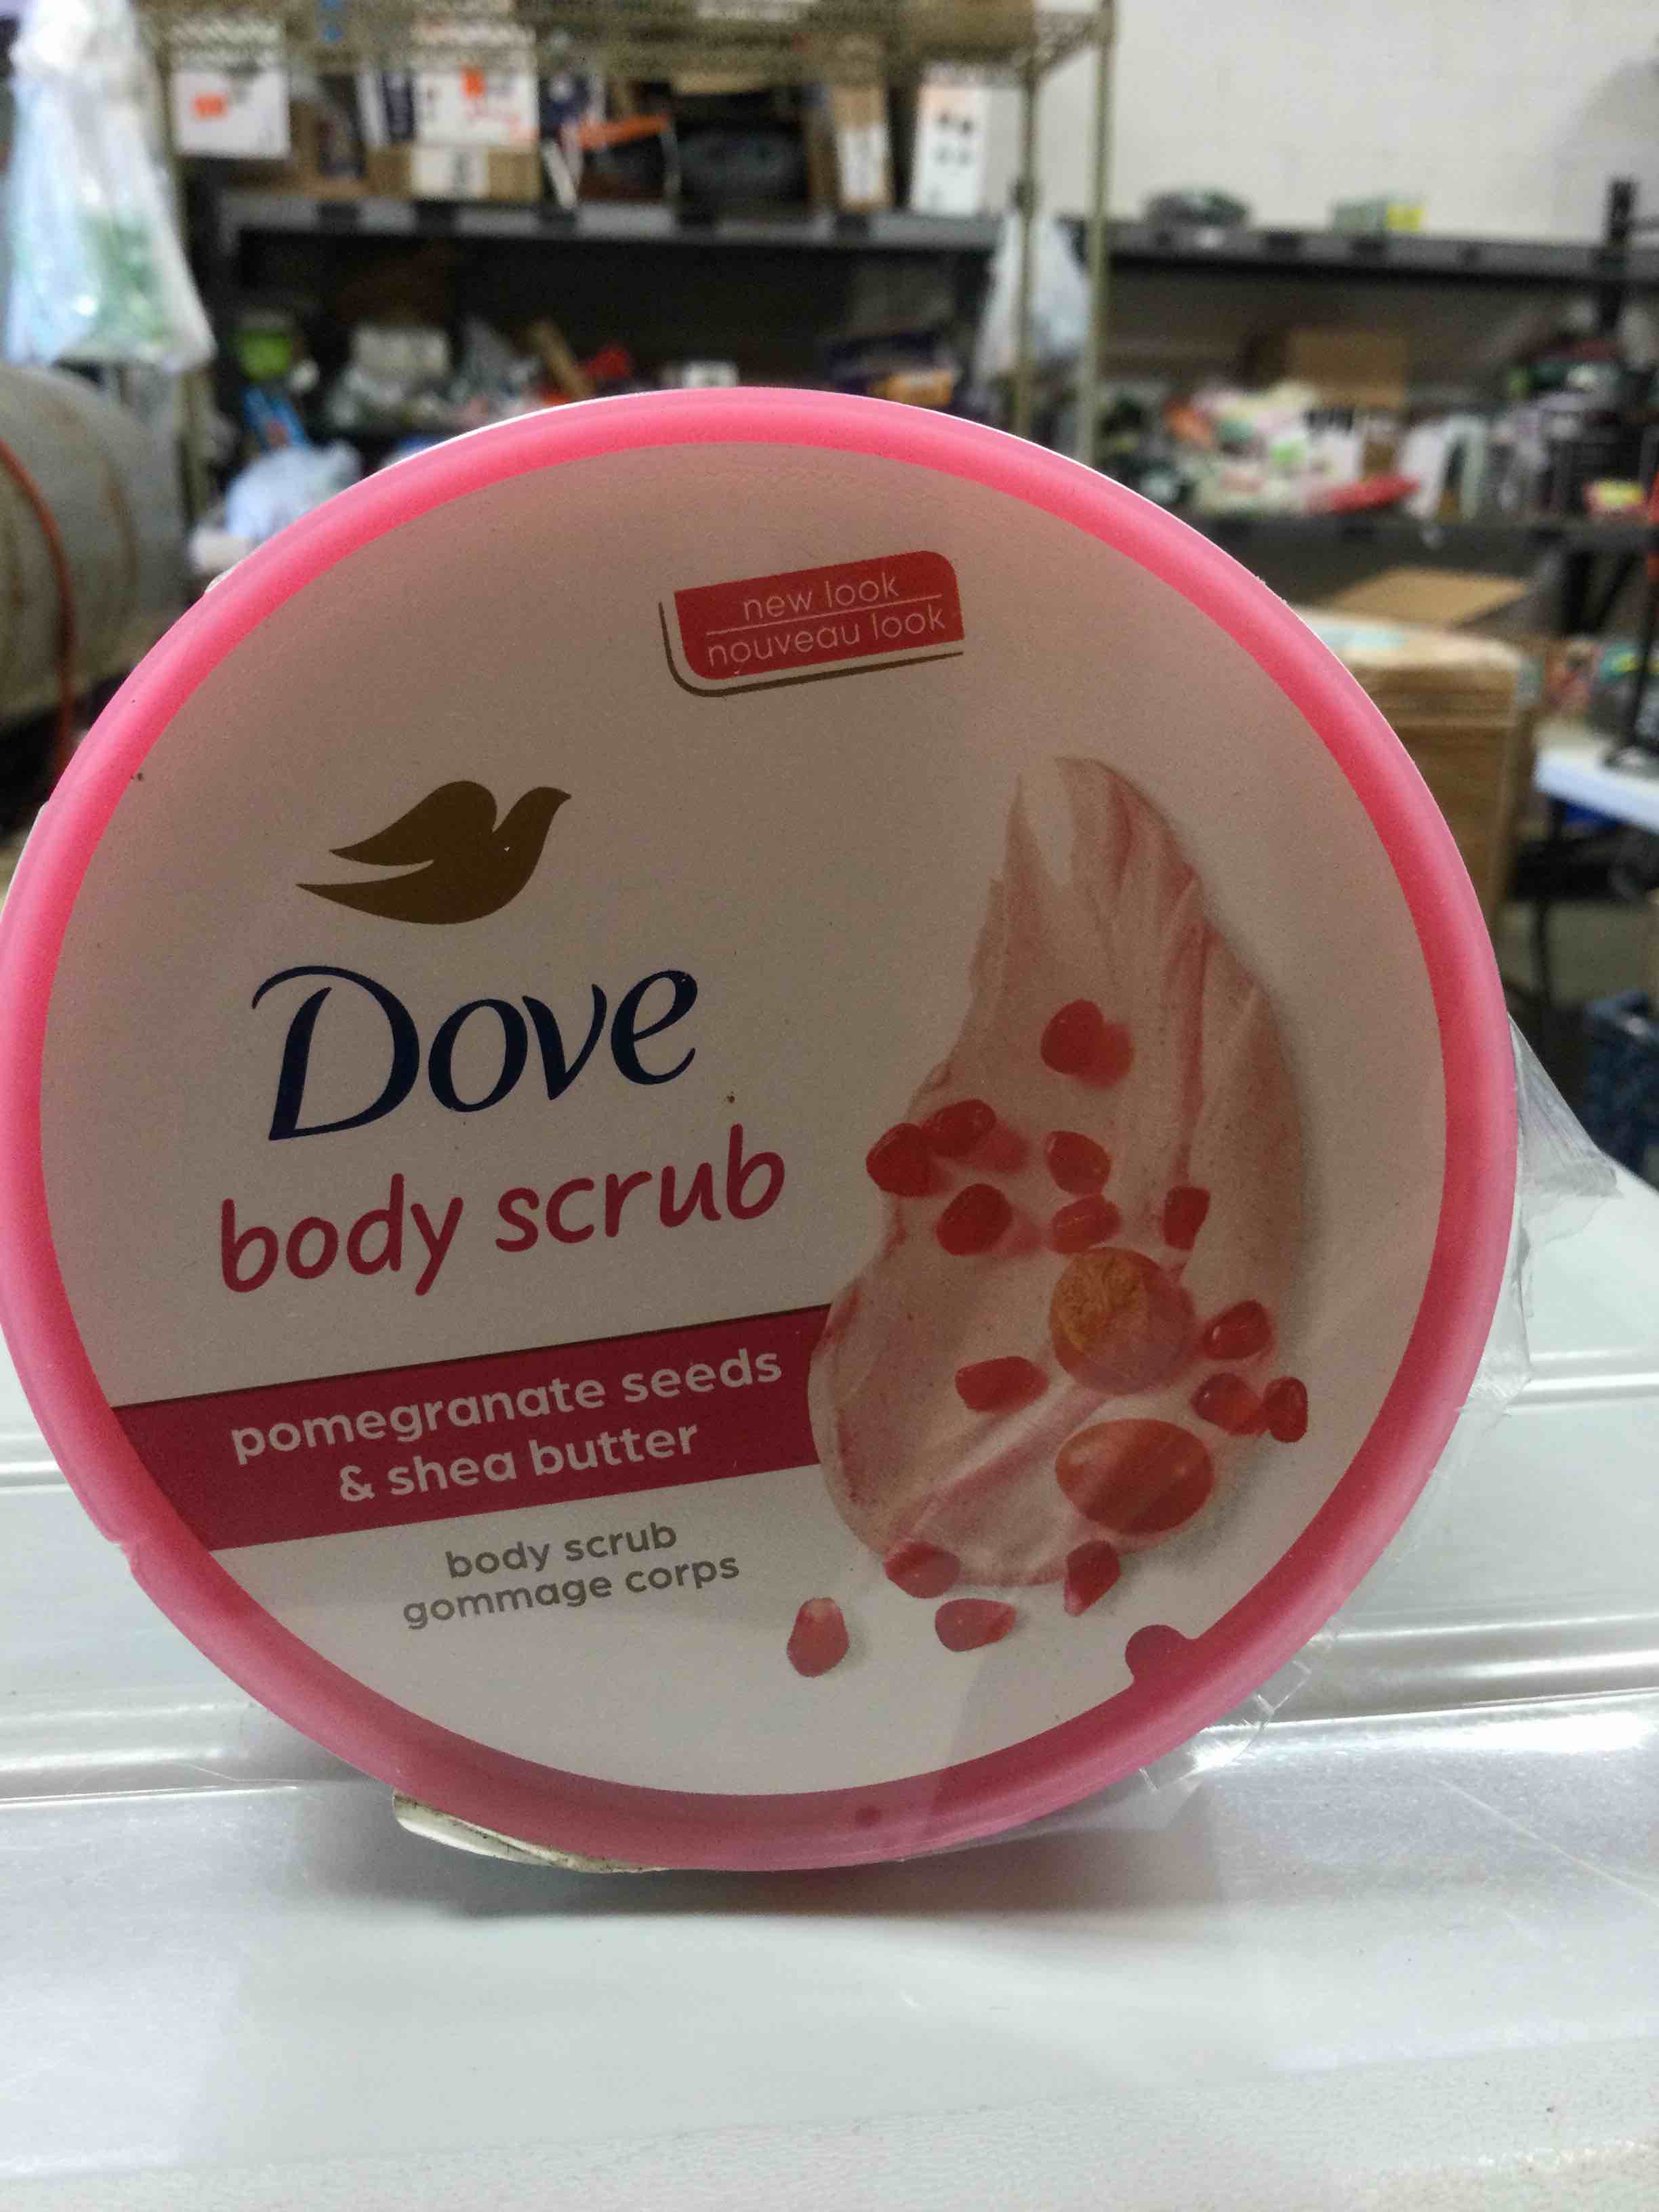 new look
nouveau look
Dove
body scrub
pomegranate seeds
& shea butter
body scrub
gommage corps